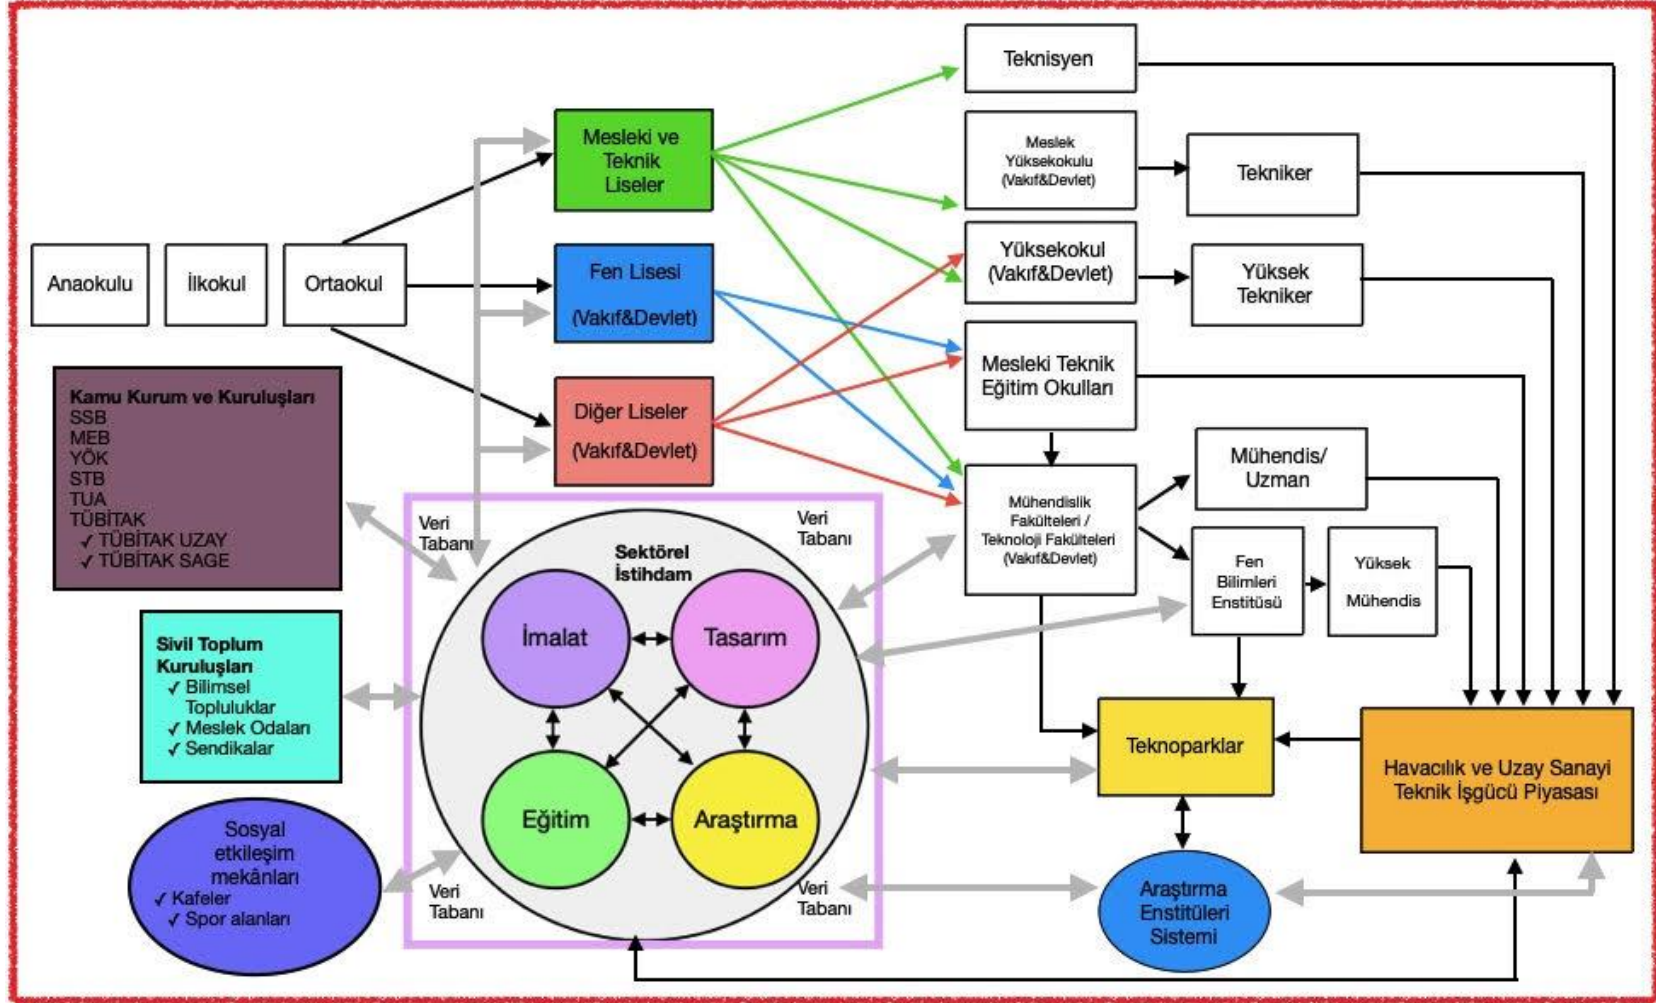 Teknisyen
Mesleki ve
Teknik
Liseler
Meslek
Yüksekokulu
(Vakıf&Devlet)
Tekniker
Anaokulu
İlkokul
Ortaokul
Fen Lisesi
(Vakıf&Devlet)
Yüksekokul
(Vakıf&Devlet)
Yüksek
Tekniker
Mesleki Teknik
Eğitim Okulları
Diğer Liseler
(Vakıf&Devlet)
Kamu Kurum ve Kuruluşları
SSB
MEB
YÖK
STB
TUA
TÜBİTAK
✓ TÜBİTAK UZAY
✓ TÜBİTAK SAGE
Mühendis/
Uzman
Mühendislik
Fakülteleri /
Teknoloji Fakülteleri
(Vakıf&Devlet)
Fen
Bilimleri
Enstitüsü
Yüksek
Mühendis
Veri
Tabanı
Veri
Tabanı
Sektörel
İstihdam
İmalat
Tasarım
Eğitim
Araştırma
Veri
Tabanı
Veri
Tabanı
Sivil Toplum
Kuruluşları
✓ Bilimsel
Topluluklar
✓ Meslek Odaları
✓ Sendikalar
Teknoparklar
Havacılık ve Uzay Sanayi
Teknik İşgücü Piyasası
Sosyal
etkileşim
mekânları
✓ Kafeler
✓ Spor alanları
Araştırma
Enstitüleri
Sistemi